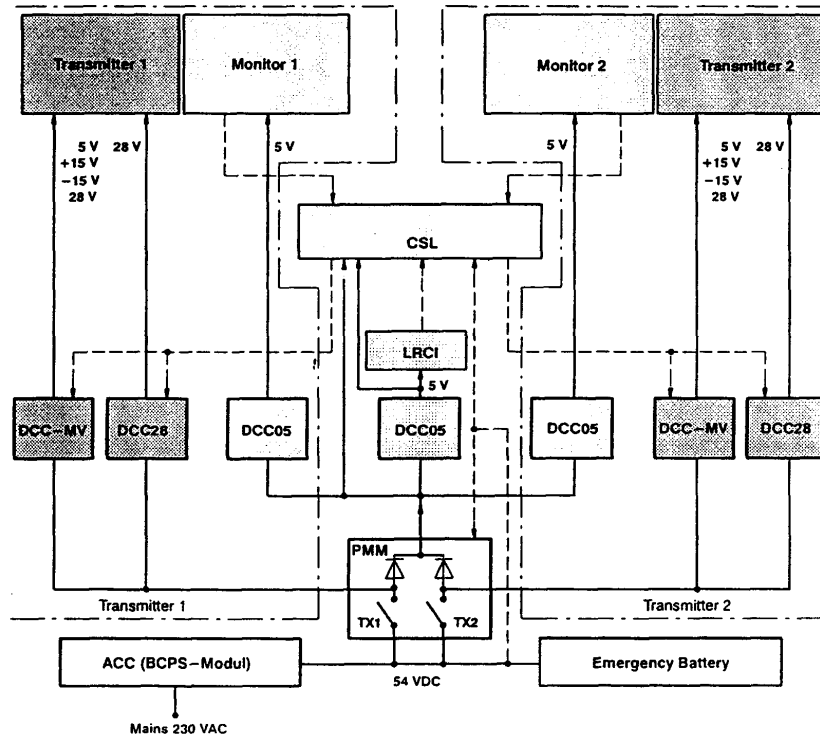 Transmitter 1
Monitor 1
Monitor 2
Transmitter 2
5 V 28 V
+15 V
−15 V
28 V
5 V
5 V
5 V 28 V
+15 V
−15 V
28 V
CSL
LRCI
5 V
DCC−MV
DCC28
DCC05
DCC05
DCC05
DCC−MV
DCC28
PMM
Transmitter 1
TX1
TX2
Transmitter 2
ACC (BCPS−Modul)
54 VDC
Emergency Battery
Mains 230 VAC